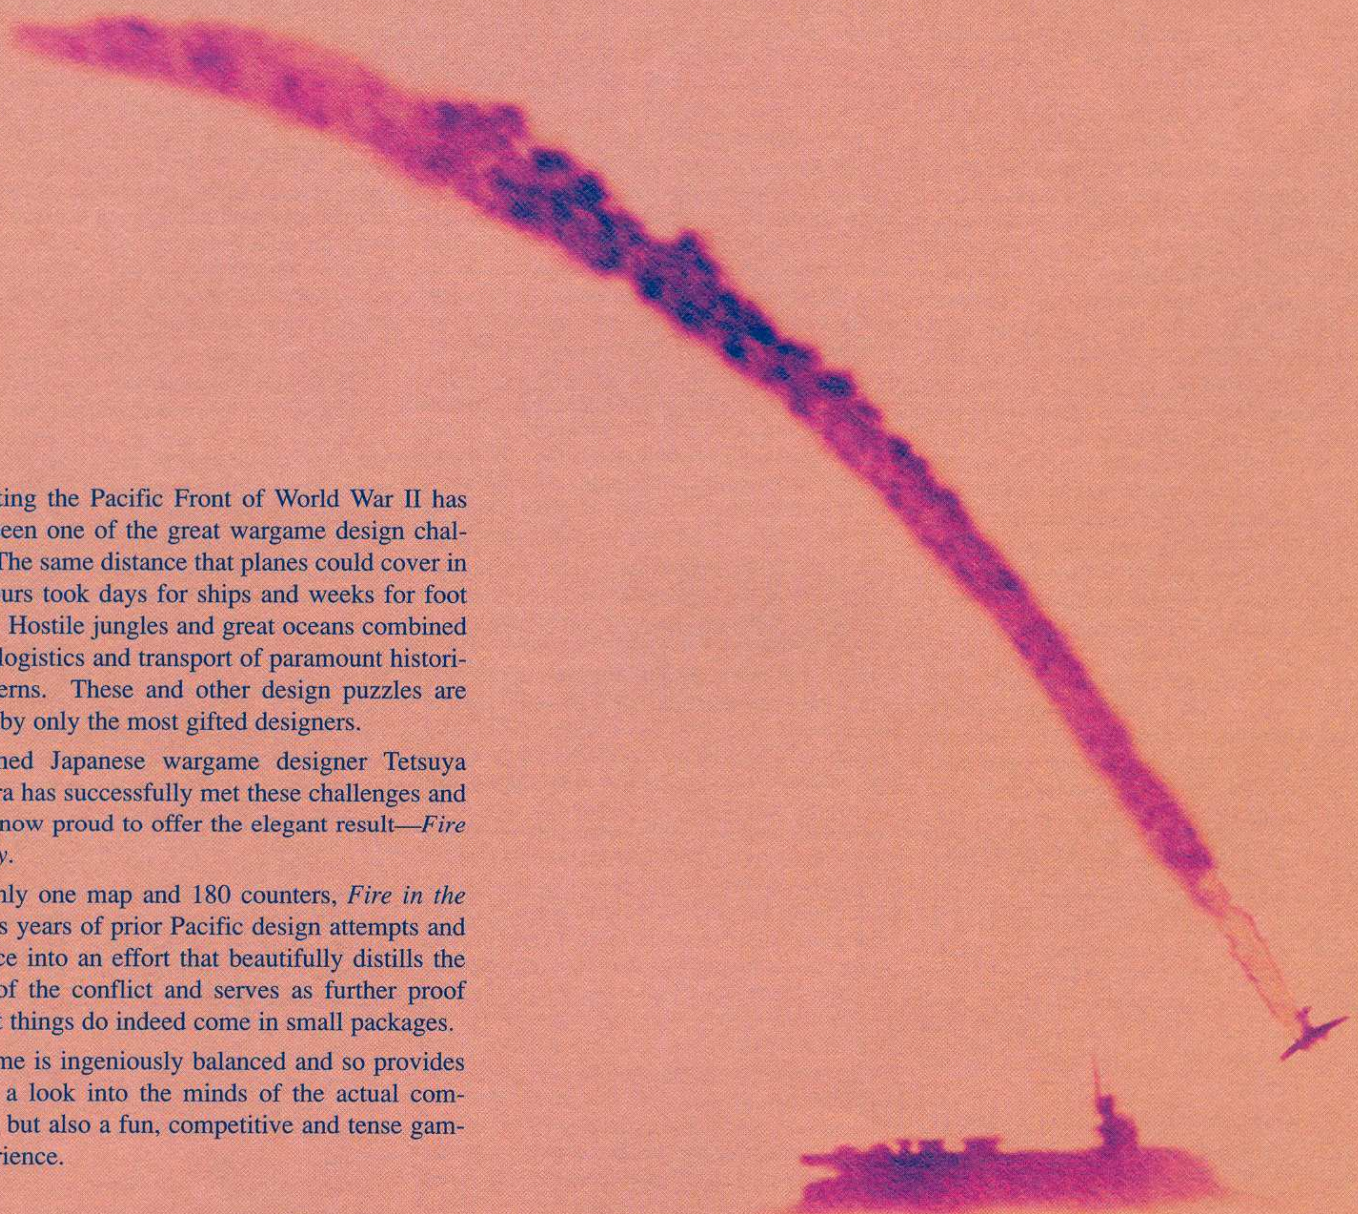 ting the Pacific Front of World War II has
een one of the great wargame design chal-
The same distance that planes could cover in
urs took days for ships and weeks for foot
Hostile jungles and great oceans combined
logistics and transport of paramount histori-
erns. These and other design puzzles are
by only the most gifted designers.
ned Japanese wargame designer Tetsuya
ra has successfully met these challenges and
now proud to offer the elegant result—Fire
y.
nly one map and 180 counters, Fire in the
s years of prior Pacific design attempts and
ce into an effort that beautifully distills the
of the conflict and serves as further proof
t things do indeed come in small packages.
me is ingeniously balanced and so provides
a look into the minds of the actual com-
but also a fun, competitive and tense gam-
rience.